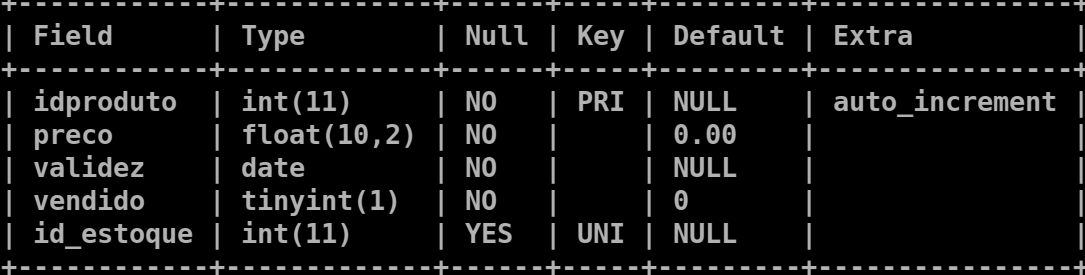 +------------+-------------+------+-----+---------+----------------+
| Field      | Type        | Null | Key | Default | Extra          |
+------------+-------------+------+-----+---------+----------------+
| idproduto  | int(11)     | NO   | PRI | NULL    | auto_increment |
| preco      | float(10,2) | NO   |     | 0.00    |                |
| validez    | date        | NO   |     | NULL    |                |
| vendido    | tinyint(1)  | NO   |     | 0       |                |
| id_estoque | int(11)     | YES  | UNI | NULL    |                |
+------------+-------------+------+-----+---------+----------------+